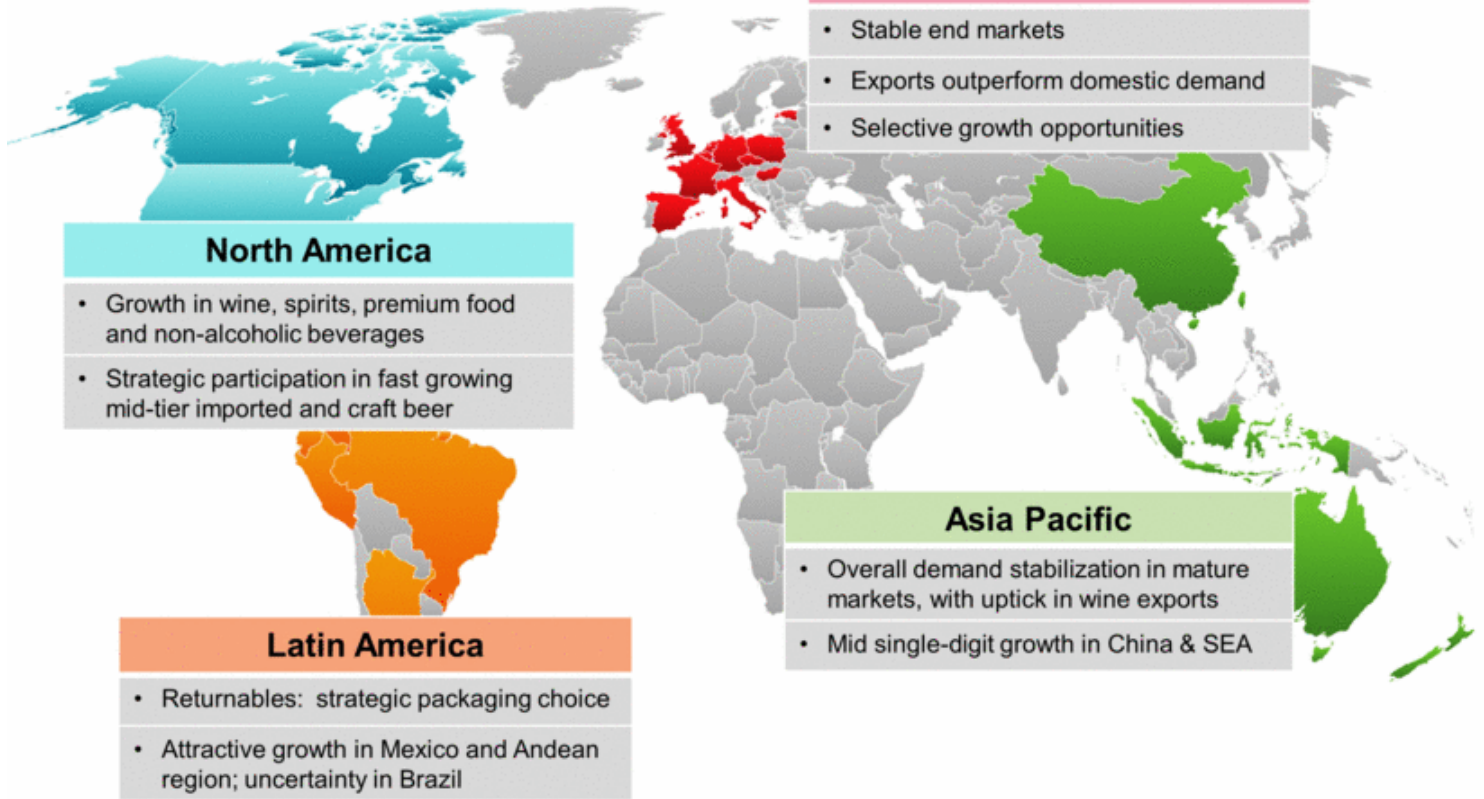 • Stable end markets
• Exports outperform domestic demand
• Selective growth opportunities
North America
• Growth in wine, spirits, premium food
and non-alcoholic beverages
• Strategic participation in fast growing
mid-tier imported and craft beer
Asia Pacific
• Overall demand stabilization in mature
markets, with uptick in wine exports
• Mid single-digit growth in China & SEA
Latin America
• Returnables: strategic packaging choice
• Attractive growth in Mexico and Andean
region; uncertainty in Brazil